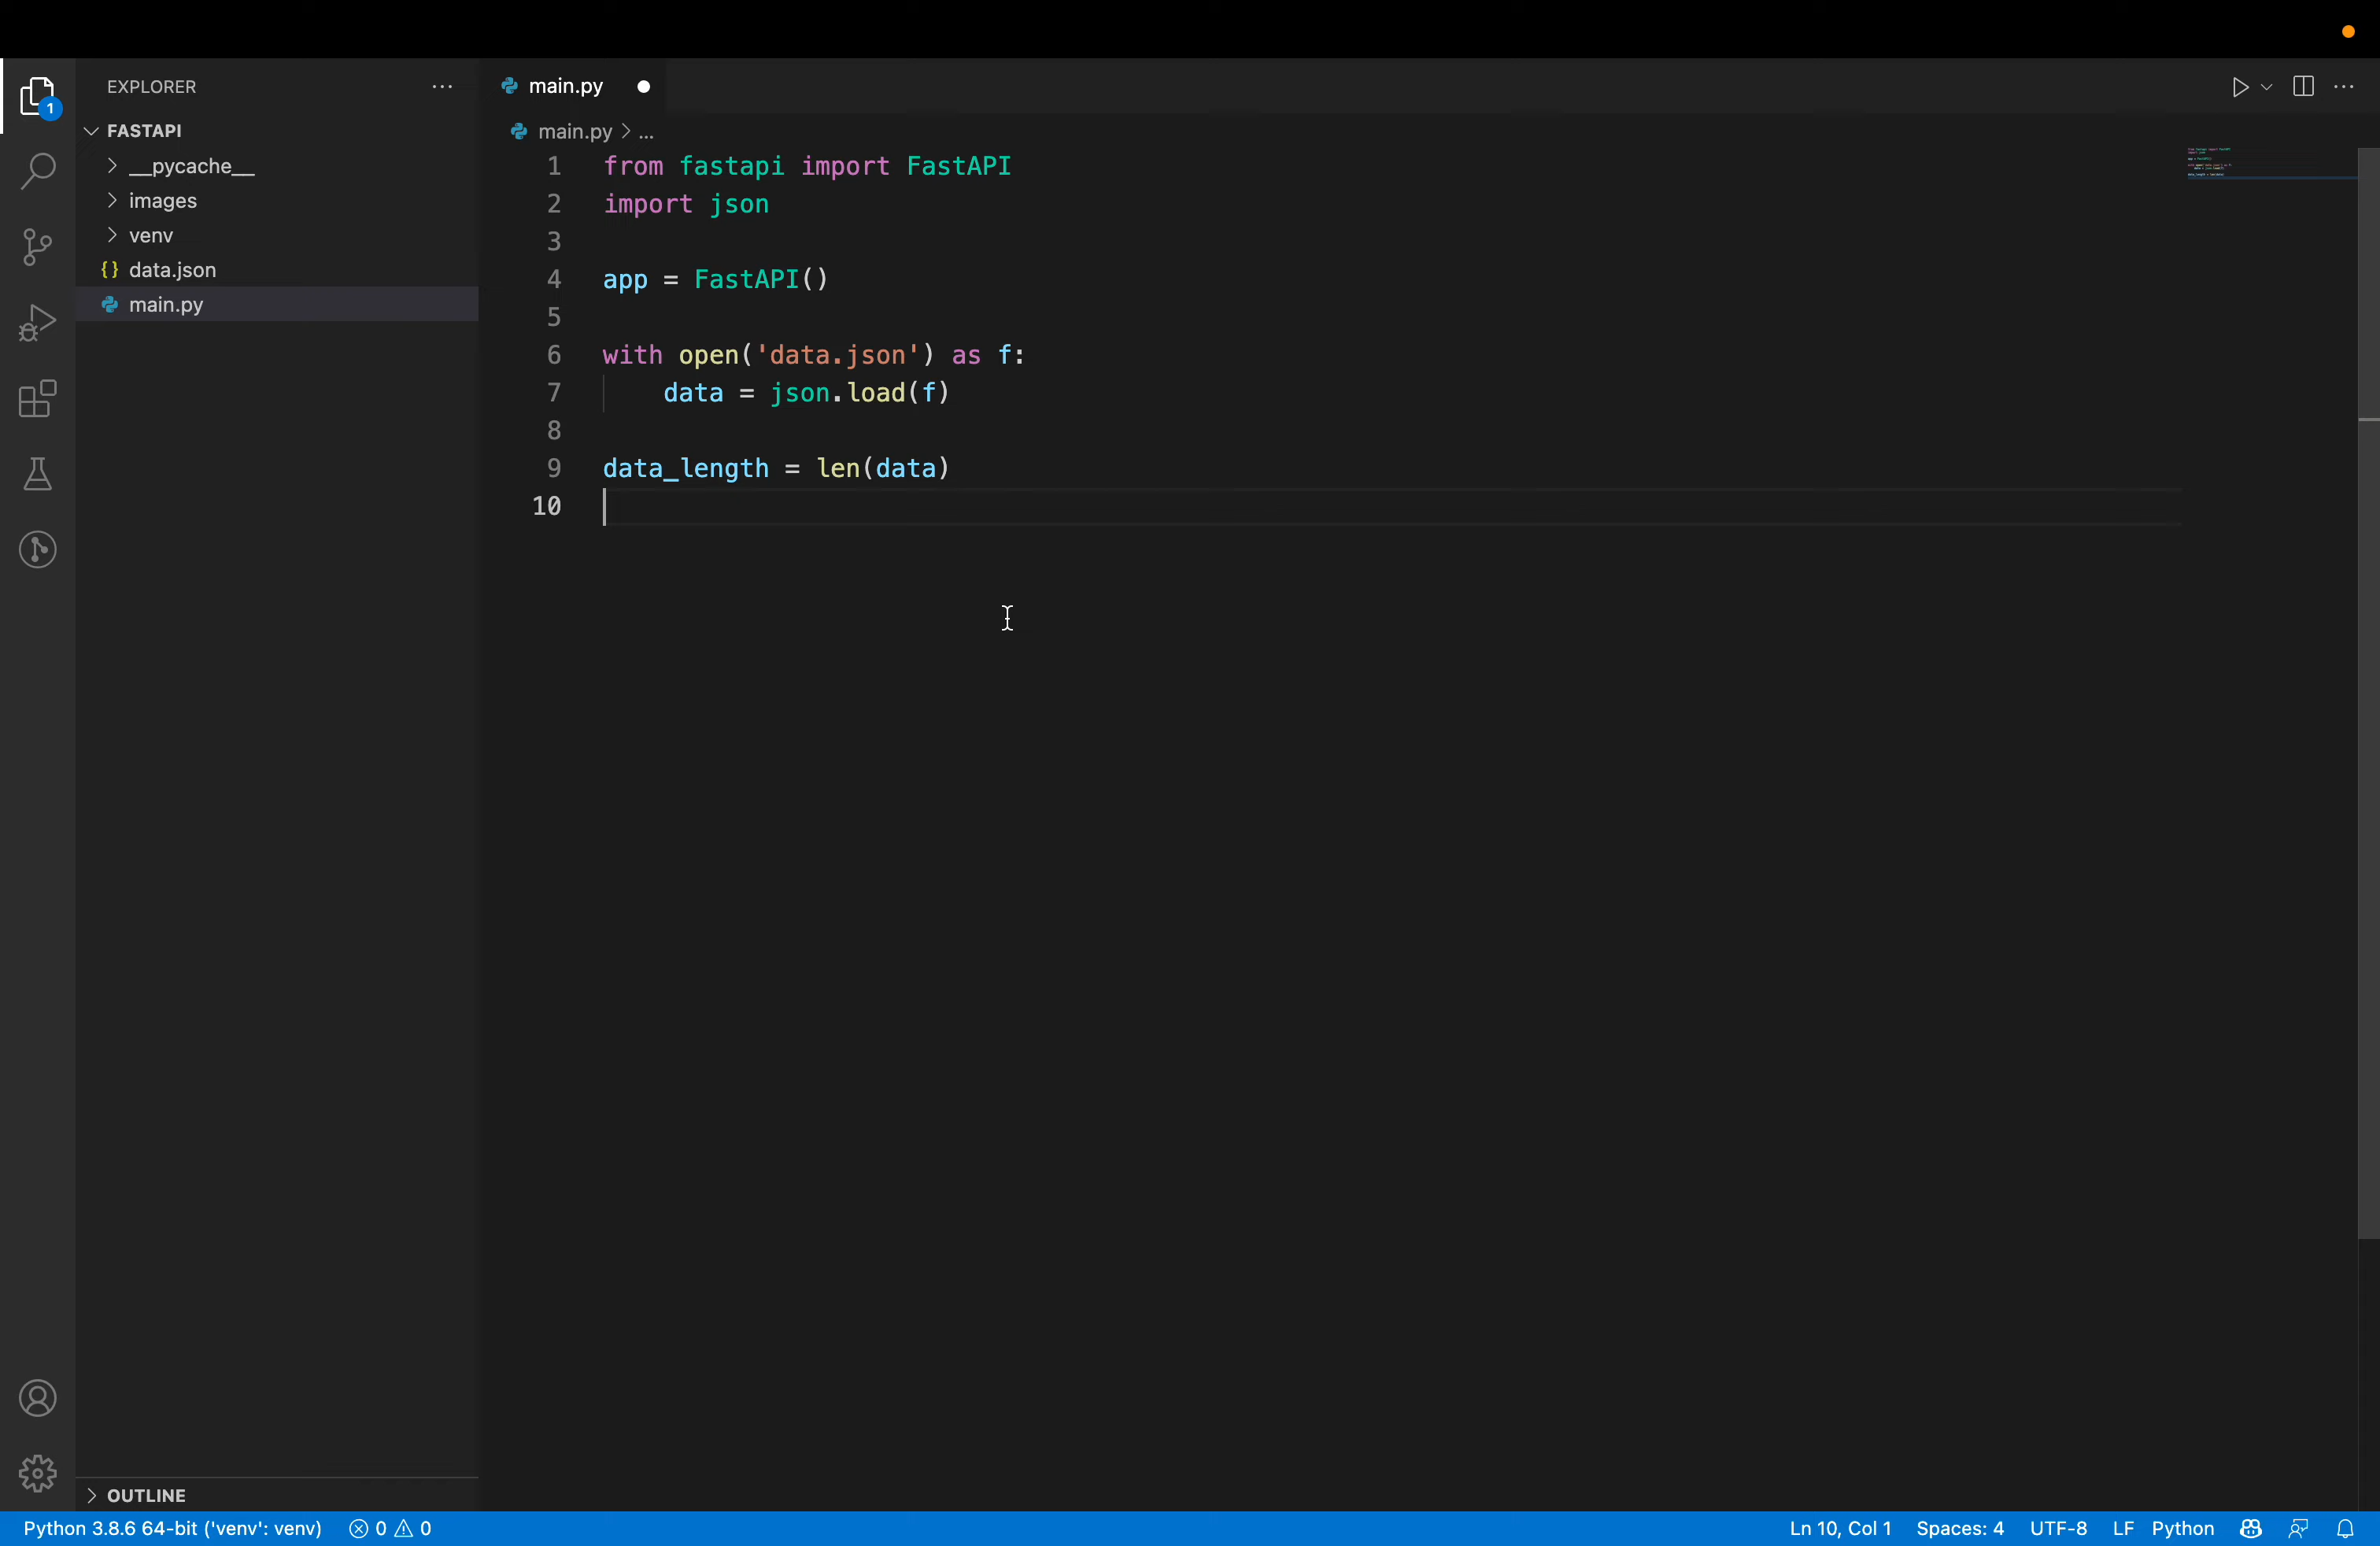 1
EXPLORER
FASTAPI
__pycache__
images
venv
{} data.json
main.py
OUTLINE
main.py
main.py > ...
1 from fastapi import FastAPI
2 import json
3
4 app = FastAPI()
5
6 with open('data.json') as f:
7     data = json.load(f)
8
9 data_length = len(data)
10
Python 3.8.6 64-bit ('venv': venv) 0 0 Ln 10, Col 1 Spaces: 4 UTF-8 LF Python